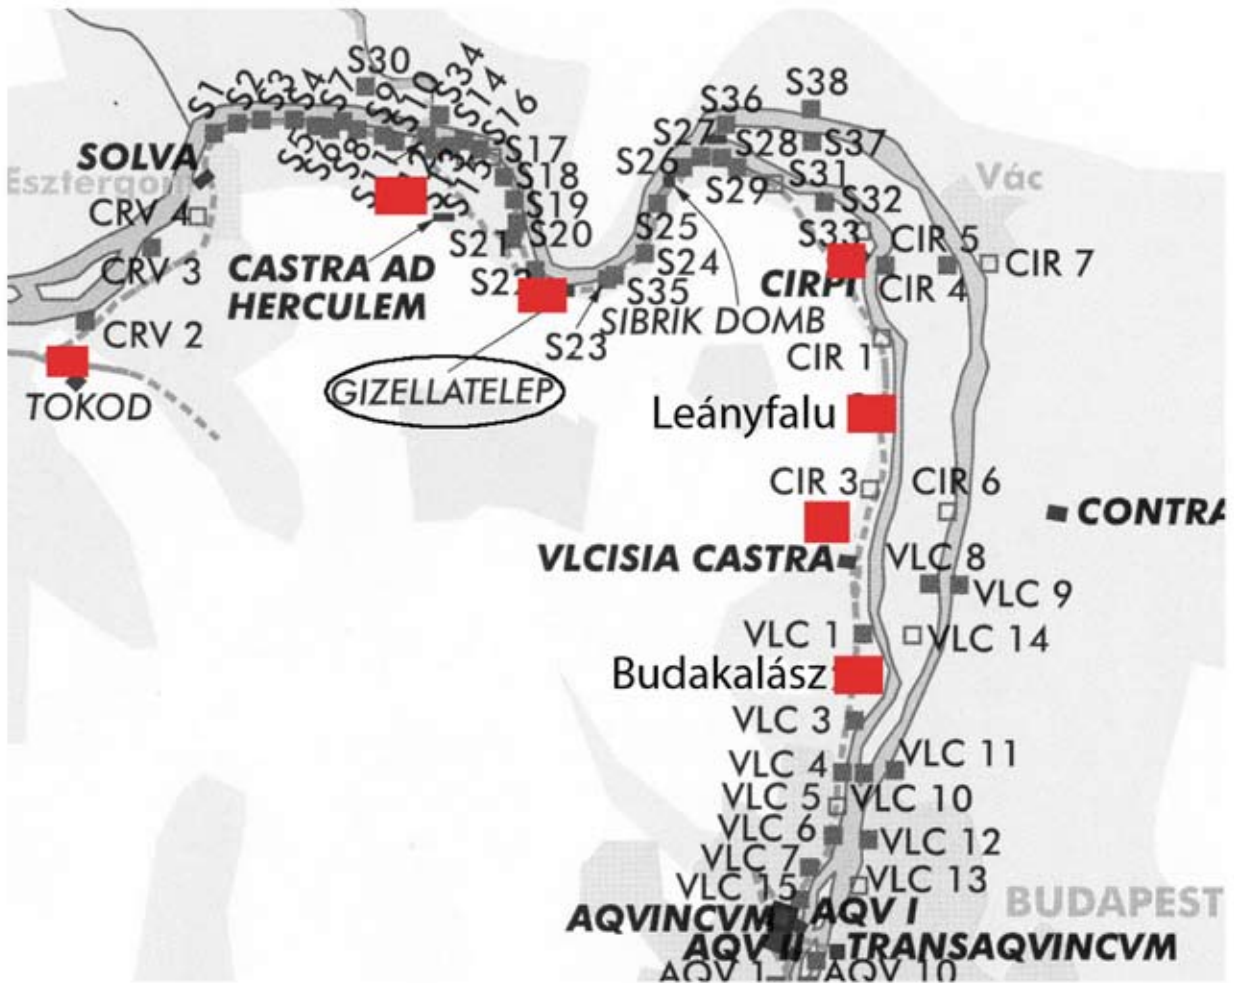 S30
S34
S38
S1
S2
S3
S4
S7
S9
S14
S16
S36
S27
S28
S37
S5
S6
S8
S11
S15
S17
SOLVA
Esztergom
S26
S29
S31
Vác
S18
S32
CRV 4
S19
S25
S33
CIR 5
S21
S20
CRV 3
CASTRA AD
HERCULEM
S24
CIR 7
S22
S35
CIRPI
CIR 4
SIBRIK DOMB
CRV 2
S23
CIR 1
TOKOD
GIZELLATELEP
Leányfalu
CIR 3
CIR 6
CONTRA
VLCISIA CASTRA
VLC 8
VLC 9
VLC 1
VLC 14
Budakalász
VLC 3
VLC 4
VLC 11
VLC 5
VLC 10
VLC 6
VLC 12
VLC 7
VLC 15
VLC 13
AQVINCVM
AQV I
BUDAPEST
AQV II
TRANSAQVINCVM
AQV 1
AQV 10